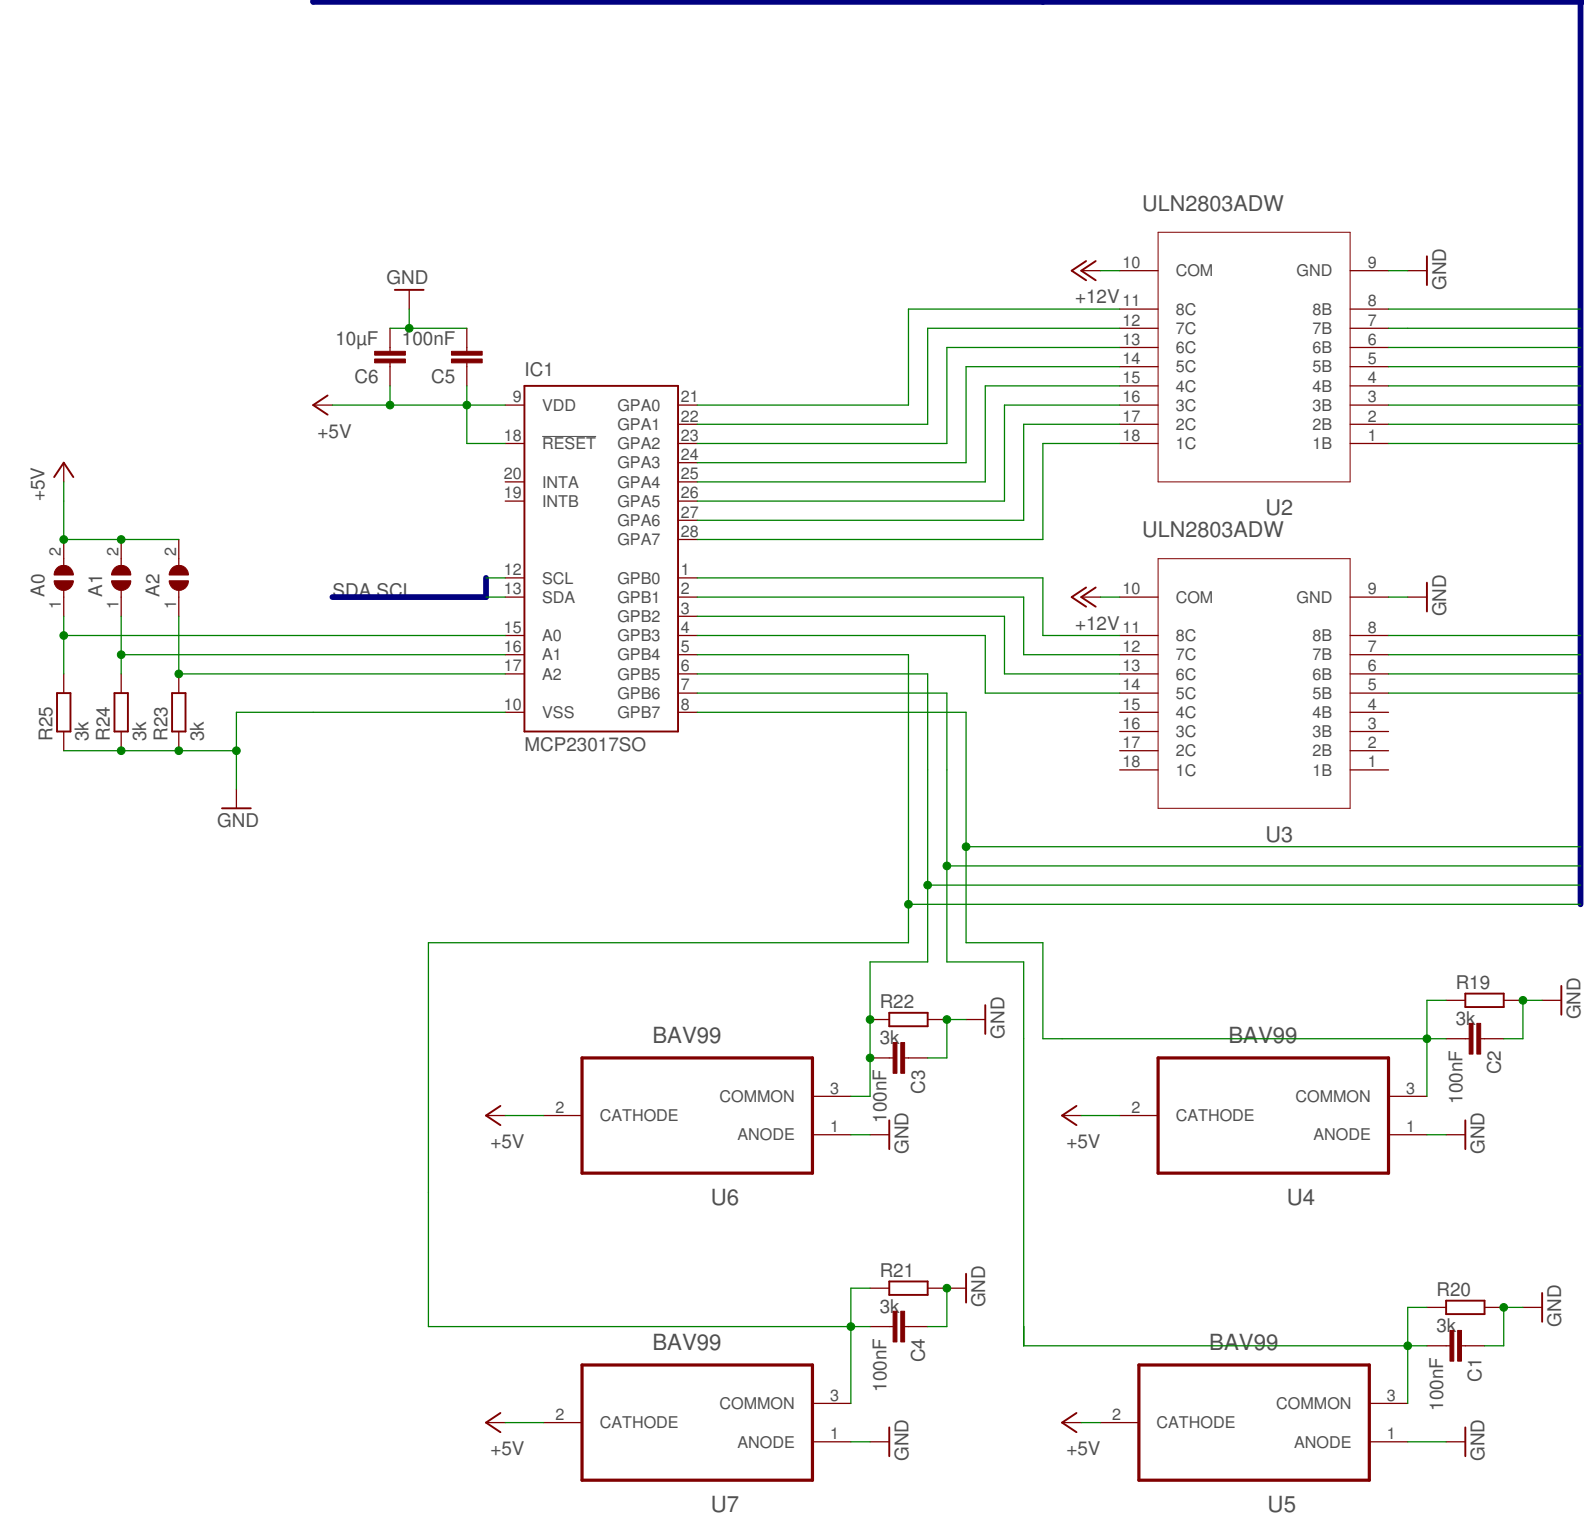 ULN2803ADW
10 COM GND 9 GND
+12V
11 8C 8B 8
12 7C 7B 7
13 6C 6B 6
14 5C 5B 5
15 4C 4B 4
16 3C 3B 3
17 2C 2B 2
18 1C 1B 1
U2
GND
10µF 100nF
C6 C5
+5V
IC1
9 VDD GPA0 21
GPA1 22
18 RESET GPA2 23
GPA3 24
20 INTA GPA4 25
19 INTB GPA5 26
GPA6 27
GPA7 28
12 SCL GPB0 1
13 SDA GPB1 2
GPB2 3
15 A0 GPB3 4
16 A1 GPB4 5
17 A2 GPB5 6
GPB6 7
10 VSS GPB7 8
MCP23017SO
SDA,SCL
+5V
2 2 2
A0 A1 A2
1 1 1
R25 3k R24 3k R23 3k
GND
ULN2803ADW
10 COM GND 9 GND
+12V
11 8C 8B 8
12 7C 7B 7
13 6C 6B 6
14 5C 5B 5
15 4C 4B 4
16 3C 3B 3
17 2C 2B 2
18 1C 1B 1
U3
R22
3k
GND
100nF C3
BAV99
2 CATHODE COMMON 3
+5V
ANODE 1 GND
U6
R19
3k
GND
100nF C2
BAV99
2 CATHODE COMMON 3
+5V
ANODE 1 GND
U4
R21
3k
GND
100nF C4
BAV99
2 CATHODE COMMON 3
+5V
ANODE 1 GND
U7
R20
3k
GND
100nF C1
BAV99
2 CATHODE COMMON 3
+5V
ANODE 1 GND
U5